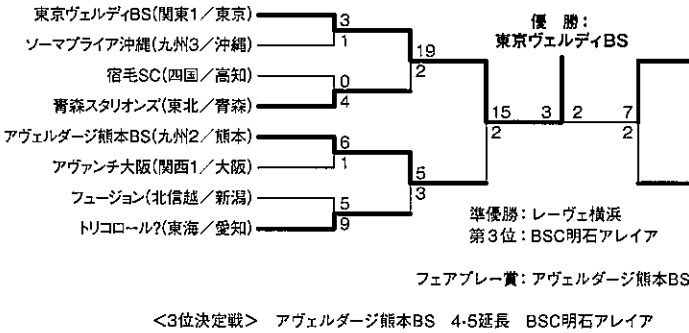 東京ヴェルディBS(関東1／東京)
ソーマプライア沖縄(九州3／沖縄)
宿毛SC(四国／高知)
青森スタリオンズ(東北／青森)
アヴェルダージ熊本BS(九州2／熊本)
アヴァンチ大阪(関西1／大阪)
フュージョン(北信越／新潟)
トリコロール?(東海／愛知)
3
1
0
4
6
1
5
9
19
2
5
3
15
2
3 2
7
2
優 勝：
東京ヴェルディBS
準優勝：レーヴェ横浜
第3位：BSC明石アレイア
フェアプレー賞：アヴェルダージ熊本BS
＜3位決定戦＞ アヴェルダージ熊本BS 4-5延長 BSC明石アレイア